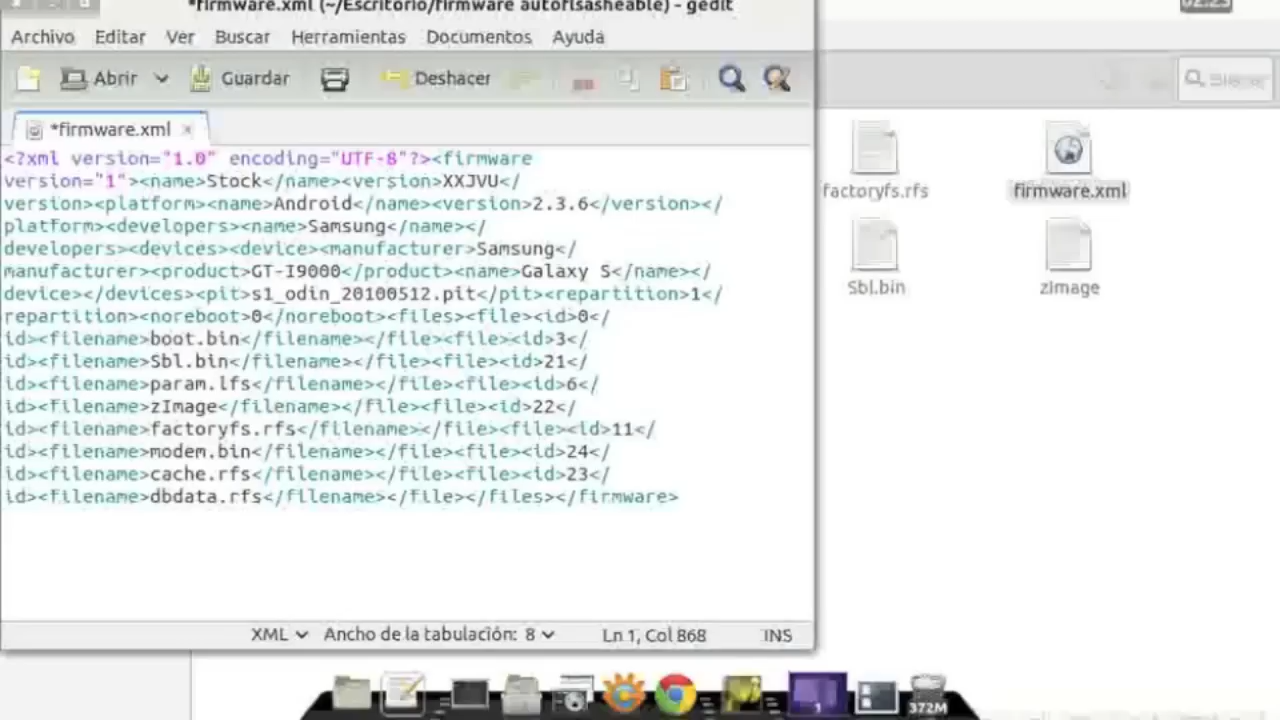 *firmware.xml (~/Escritorio/firmware autoflsasheable) - gedit
02:23
Archivo Editar Ver Buscar Herramientas Documentos Ayuda
Abrir Guardar Deshacer
Buscar
*firmware.xml ×
<?xml version="1.0" encoding="UTF-8"?><firmware
version="1"><name>Stock</name><version>XXJVU</
version><platform><name>Android</name><version>2.3.6</version></
platform><developers><name>Samsung</name></
developers><devices><device><manufacturer>Samsung</
manufacturer><product>GT-I9000</product><name>Galaxy S</name></
device></devices><pit>s1_odin_20100512.pit</pit><repartition>1</
repartition><noreboot>0</noreboot><files><file><id>0</
id><filename>boot.bin</filename></file><file><id>3</
id><filename>Sbl.bin</filename></file><file><id>21</
id><filename>param.lfs</filename></file><file><id>6</
id><filename>zImage</filename></file><file><id>22</
id><filename>factoryfs.rfs</filename></file><file><id>11</
id><filename>modem.bin</filename></file><file><id>24</
id><filename>cache.rfs</filename></file><file><id>23</
id><filename>dbdata.rfs</filename></file></files></firmware>
factoryfs.rfs
firmware.xml
Sbl.bin
zImage
XML Ancho de la tabulación: 8 Ln 1, Col 868 INS
1
372M